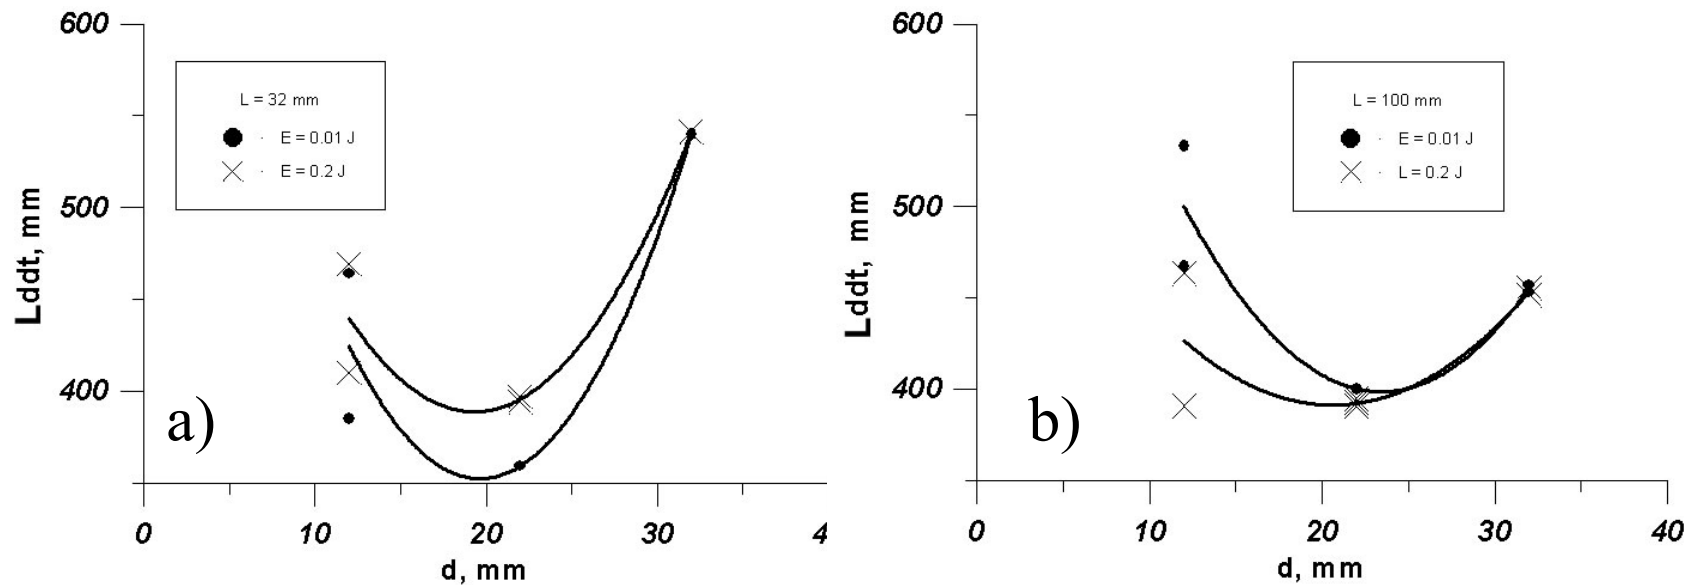 600
500
400
Lddt, mm
L = 32 mm
· E = 0.01 J
· E = 0.2 J
a)
0 10 20 30 4
d, mm
600
500
400
Lddt, mm
L = 100 mm
· E = 0.01 J
· L = 0.2 J
b)
0 10 20 30 40
d, mm